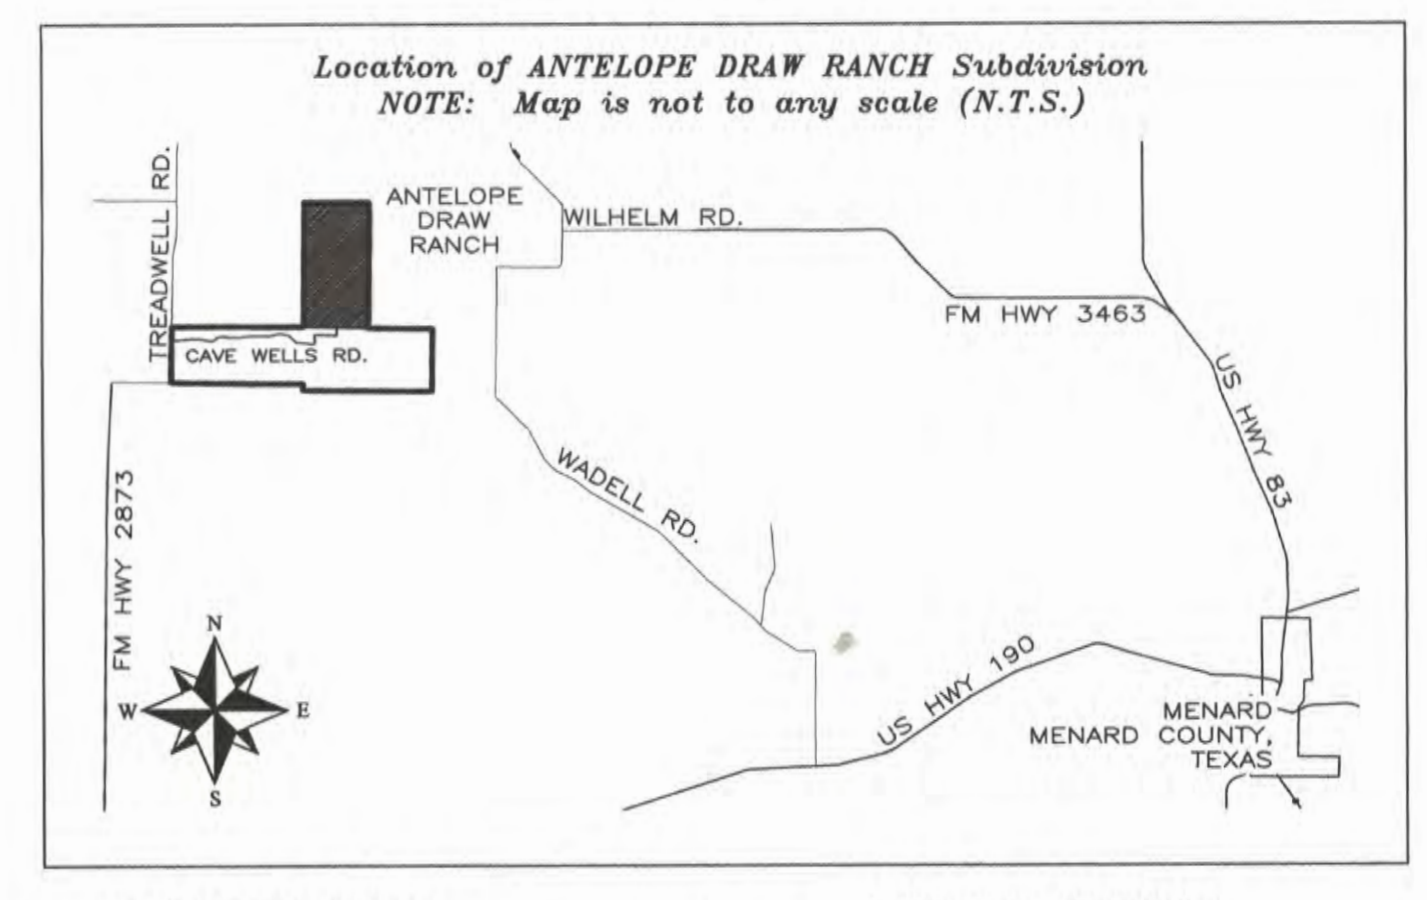 Location of ANTELOPE DRAW RANCH Subdivision
NOTE: Map is not to any scale (N.T.S.)
TREADWELL RD.
ANTELOPE
DRAW
RANCH
WILHELM RD.
FM HWY 3463
CAVE WELLS RD.
US HWY 83
WADELL RD.
FM HWY 2873
N
W
E
S
US HWY 190
MENARD
MENARD COUNTY,
TEXAS